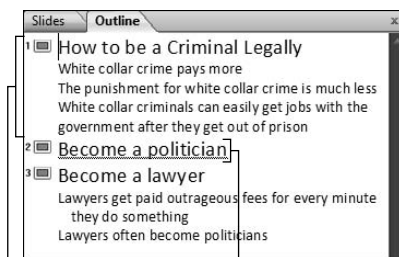 Slides Outline x
1 How to be a Criminal Legally
White collar crime pays more
The punishment for white collar crime is much less
White collar criminals can easily get jobs with the
government after they get out of prison
2 Become a politician
3 Become a lawyer
Lawyers get paid outrageous fees for every minute
they do something
Lawyers often become politicians